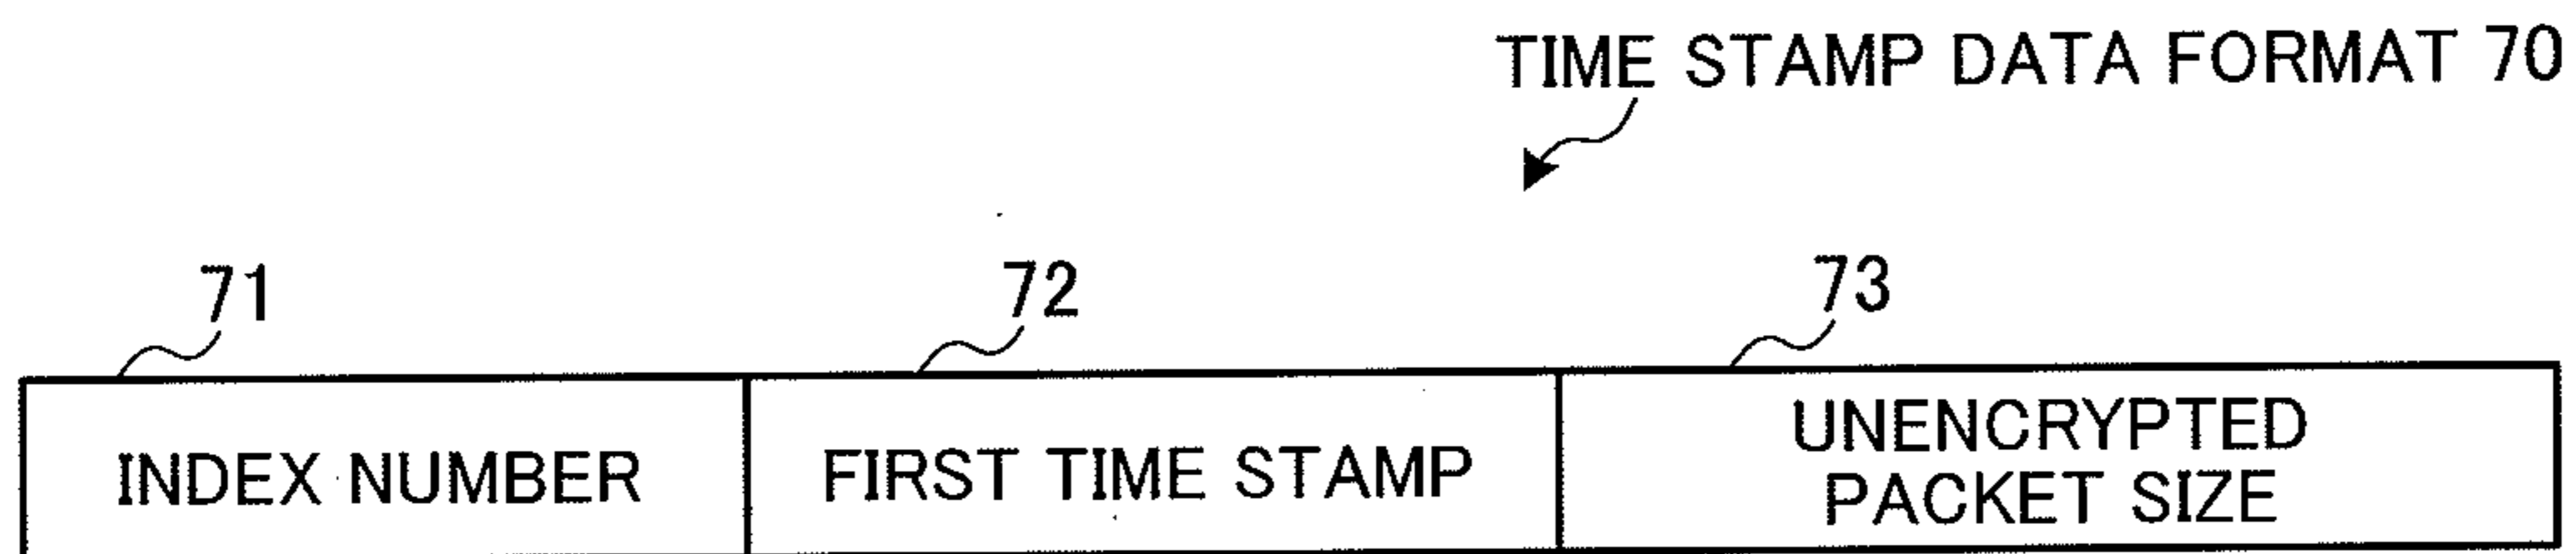 TIME STAMP DATA FORMAT 70
71
72
73
INDEX NUMBER
FIRST TIME STAMP
UNENCRYPTED
PACKET SIZE